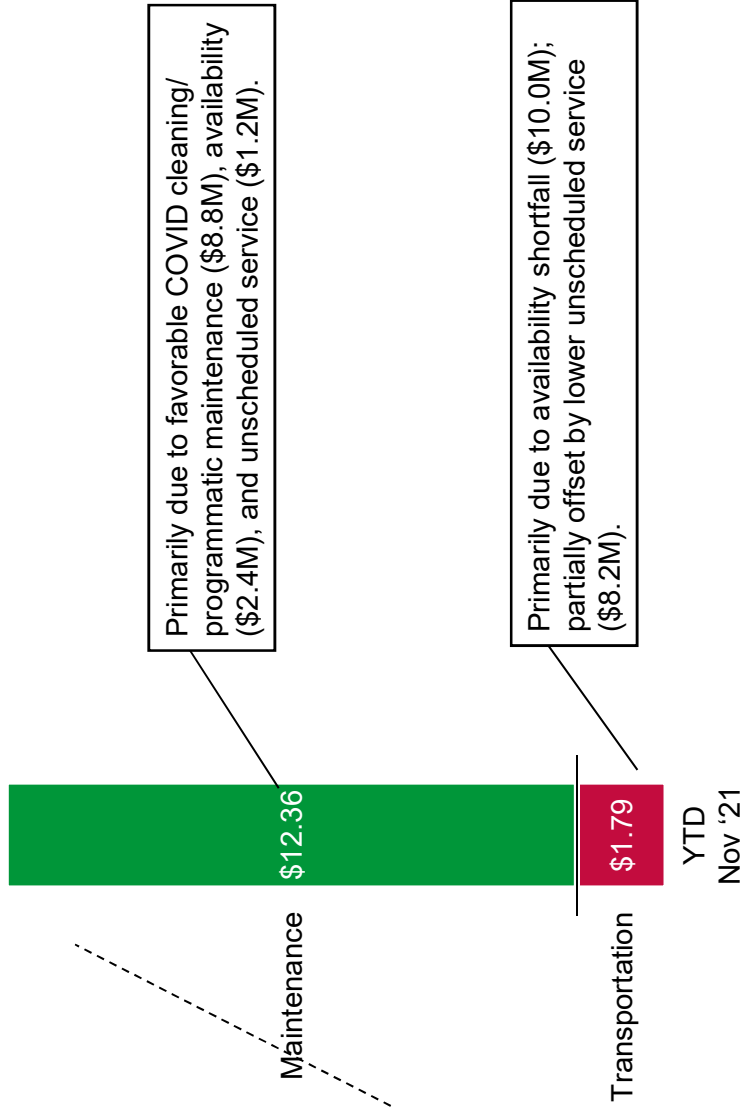 Maintenance
$12.36
Primarily due to favorable COVID cleaning/
programmatic maintenance ($8.8M), availability
($2.4M), and unscheduled service ($1.2M).
Transportation
$1.79
Primarily due to availability shortfall ($10.0M);
partially offset by lower unscheduled service
($8.2M).
YTD
Nov ‘21